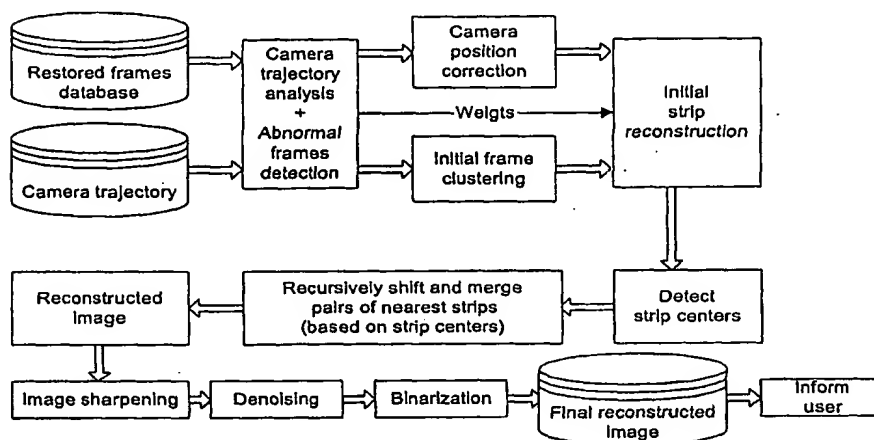 Restored frames
database
Camera trajectory
Camera
trajectory
analysis
+
Abnormal
frames
detection
Camera
position
correction
Weigts
Initial frame
clustering
Initial
strip
reconstruction
Detect
strip centers
Recursively shift and merge
pairs of nearest strips
(based on strip centers)
Reconstructed
image
Image sharpening
Denoising
Binarization
Final reconstructed
image
Inform
user